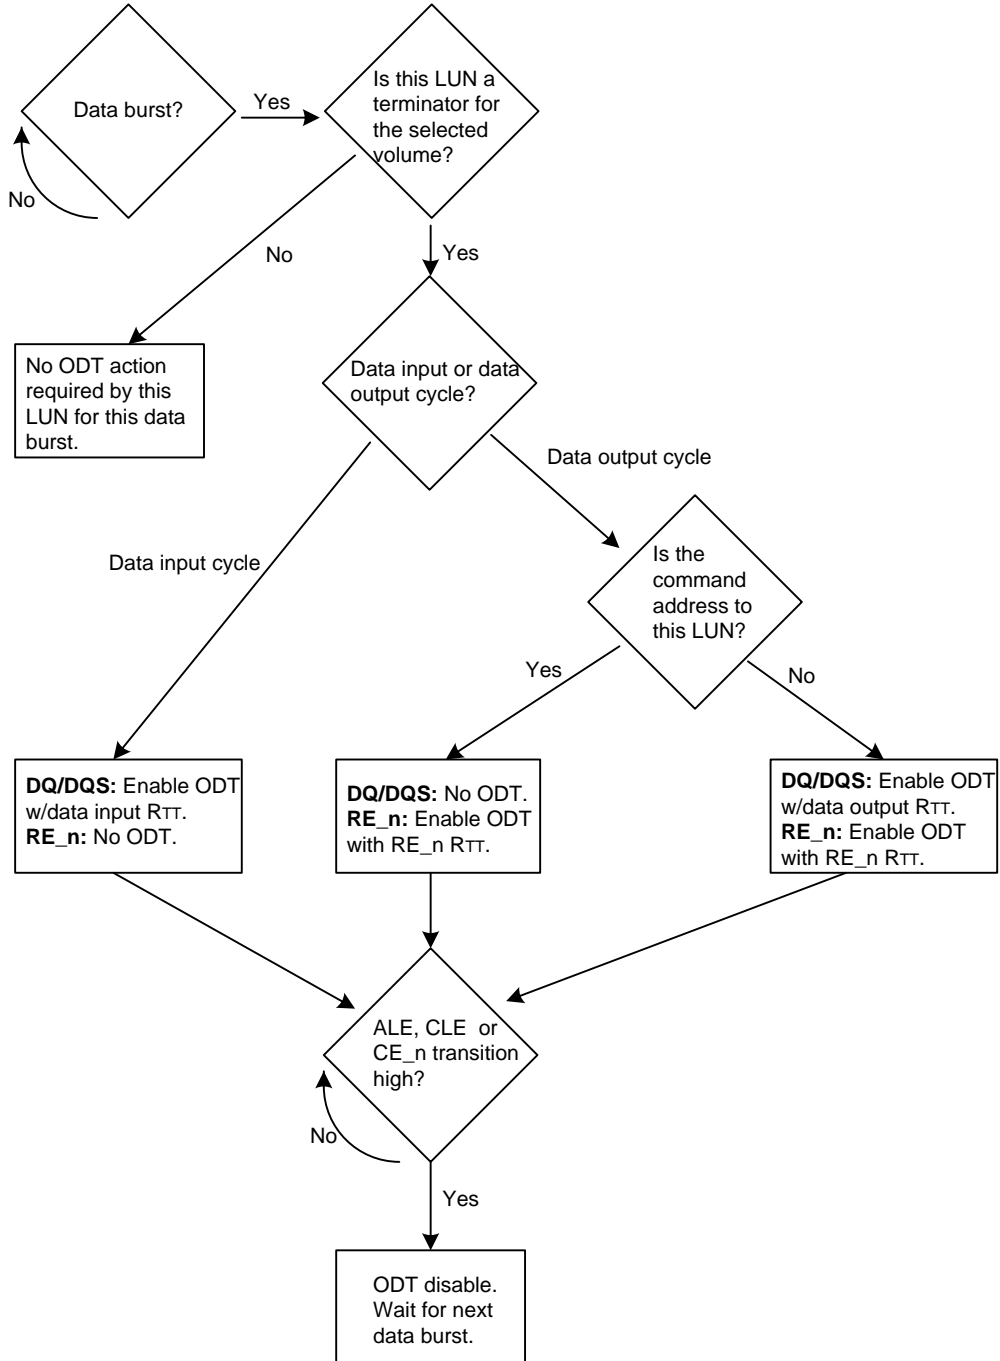 Data burst?
Yes
No
Is this LUN a
terminator for
the selected
volume?
No
Yes
No ODT action
required by this
LUN for this data
burst.
Data input or data
output cycle?
Data output cycle
Data input cycle
Is the
command
address to
this LUN?
Yes
No
DQ/DQS: Enable ODT
w/data input RTT.
RE_n: No ODT.
DQ/DQS: No ODT.
RE_n: Enable ODT
with RE_n RTT.
DQ/DQS: Enable ODT
w/data output RTT.
RE_n: Enable ODT
with RE_n RTT.
ALE, CLE or
CE_n transition
high?
No
Yes
ODT disable.
Wait for next
data burst.